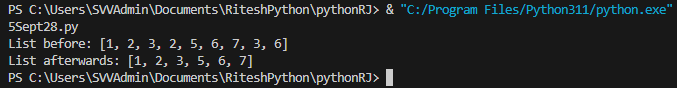 PS C:\Users\SVVAdmin\Documents\RiteshPython\pythonRJ> & "C:/Program Files/Python311/python.exe"
5Sept28.py
List before: [1, 2, 3, 2, 5, 6, 7, 3, 6]
List afterwards: [1, 2, 3, 5, 6, 7]
PS C:\Users\SVVAdmin\Documents\RiteshPython\pythonRJ>